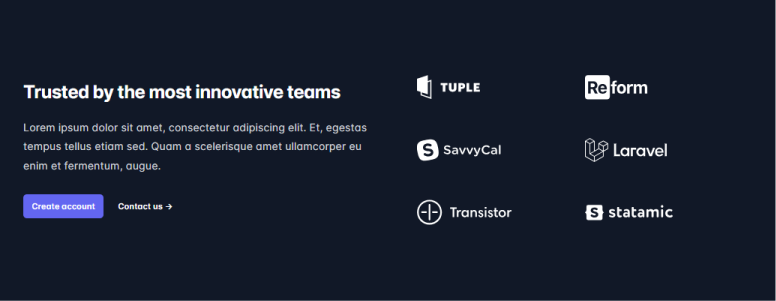 Trusted by the most innovative teams
Lorem ipsum dolor sit amet, consectetur adipiscing elit. Et, egestas
tempus tellus etiam sed. Quam a scelerisque amet ullamcorper eu
enim et fermentum, augue.
Create account
Contact us →
TUPLE
Reform
S SavvyCal
Laravel
Transistor
S statamic